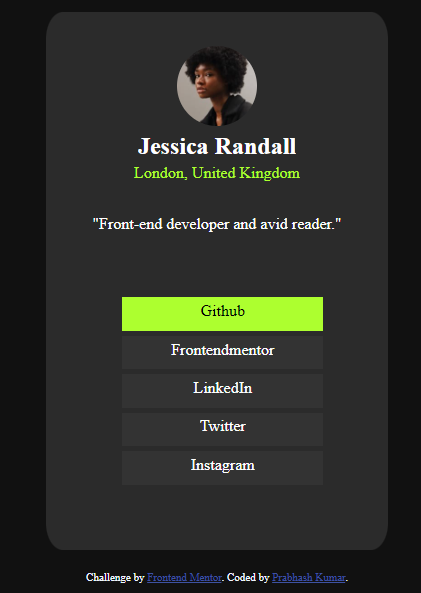 Jessica Randall
London, United Kingdom
"Front-end developer and avid reader."
Github
Frontendmentor
LinkedIn
Twitter
Instagram
Challenge by Frontend Mentor. Coded by Prabhash Kumar.